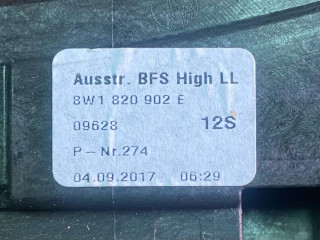 Ausstr. BFS High LL
8W1 820 902 E
09628 12S
P-Nr.274
04.09.2017 06:29